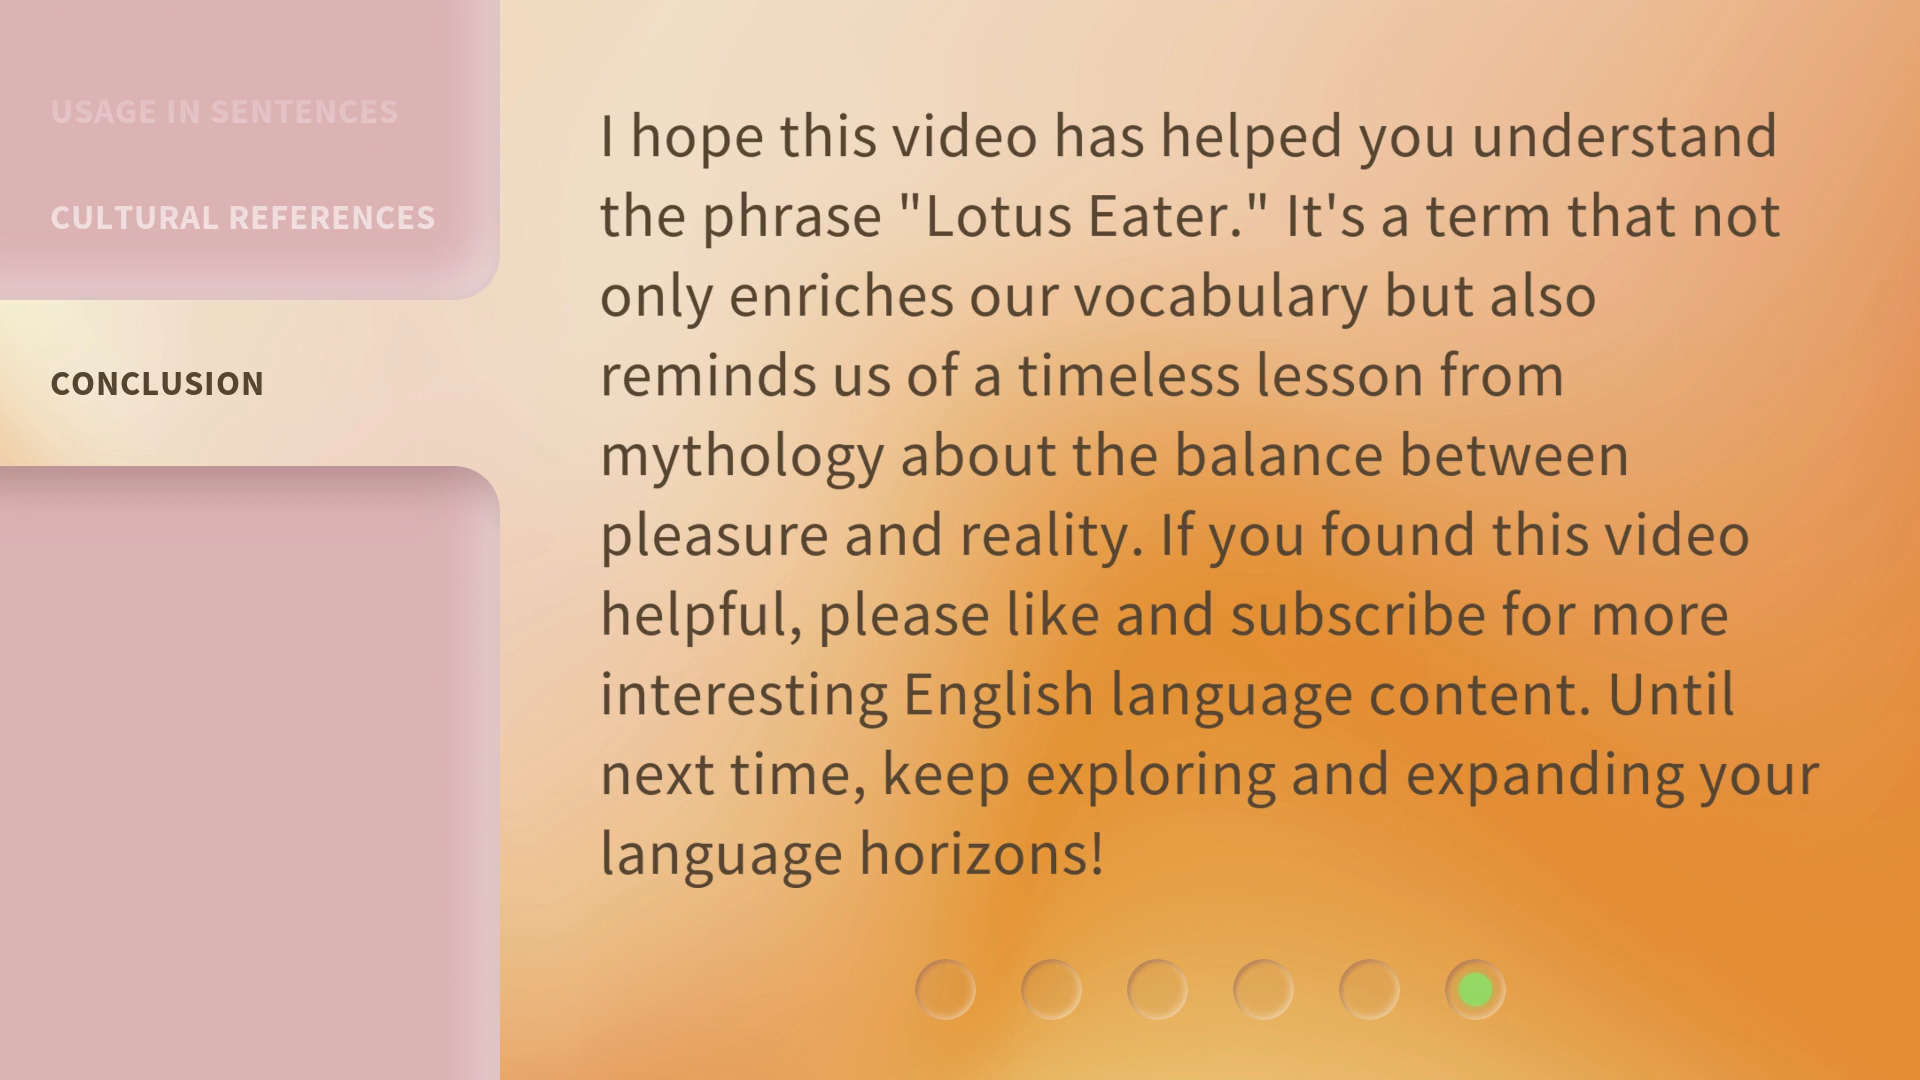 USAGE IN SENTENCES
CULTURAL REFERENCES
CONCLUSION
I hope this video has helped you understand
the phrase "Lotus Eater." It's a term that not
only enriches our vocabulary but also
reminds us of a timeless lesson from
mythology about the balance between
pleasure and reality. If you found this video
helpful, please like and subscribe for more
interesting English language content. Until
next time, keep exploring and expanding your
language horizons!